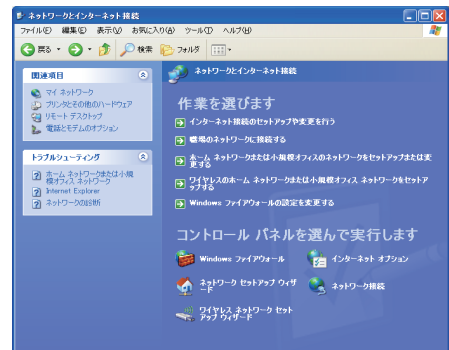 ネットワークとインターネット接続
ファイル(F) 編集(E) 表示(V) お気に入り(A) ツール(T) ヘルプ(H)
戻る 検索 フォルダ
関連項目
マイ ネットワーク
プリンタとその他のハードウェア
リモート デスクトップ
電話とモデムのオプション
トラブルシューティング
ホーム ネットワークまたは小規
模オフィス ネットワーク
Internet Explorer
ネットワークの診断
ネットワークとインターネット接続
作業を選びます
インターネット接続のセットアップや変更を行う
職場のネットワークに接続する
ホーム ネットワークまたは小規模オフィスのネットワークをセットアップまたは変
更する
ワイヤレスのホーム ネットワークまたは小規模オフィス ネットワークをセットア
ップする
Windows ファイアウォールの設定を変更する
コントロール パネルを選んで実行します
Windows ファイアウォール
インターネット オプション
ネットワーク セットアップ ウィザ
ード
ネットワーク接続
ワイヤレス ネットワーク セット
アップ ウィザード